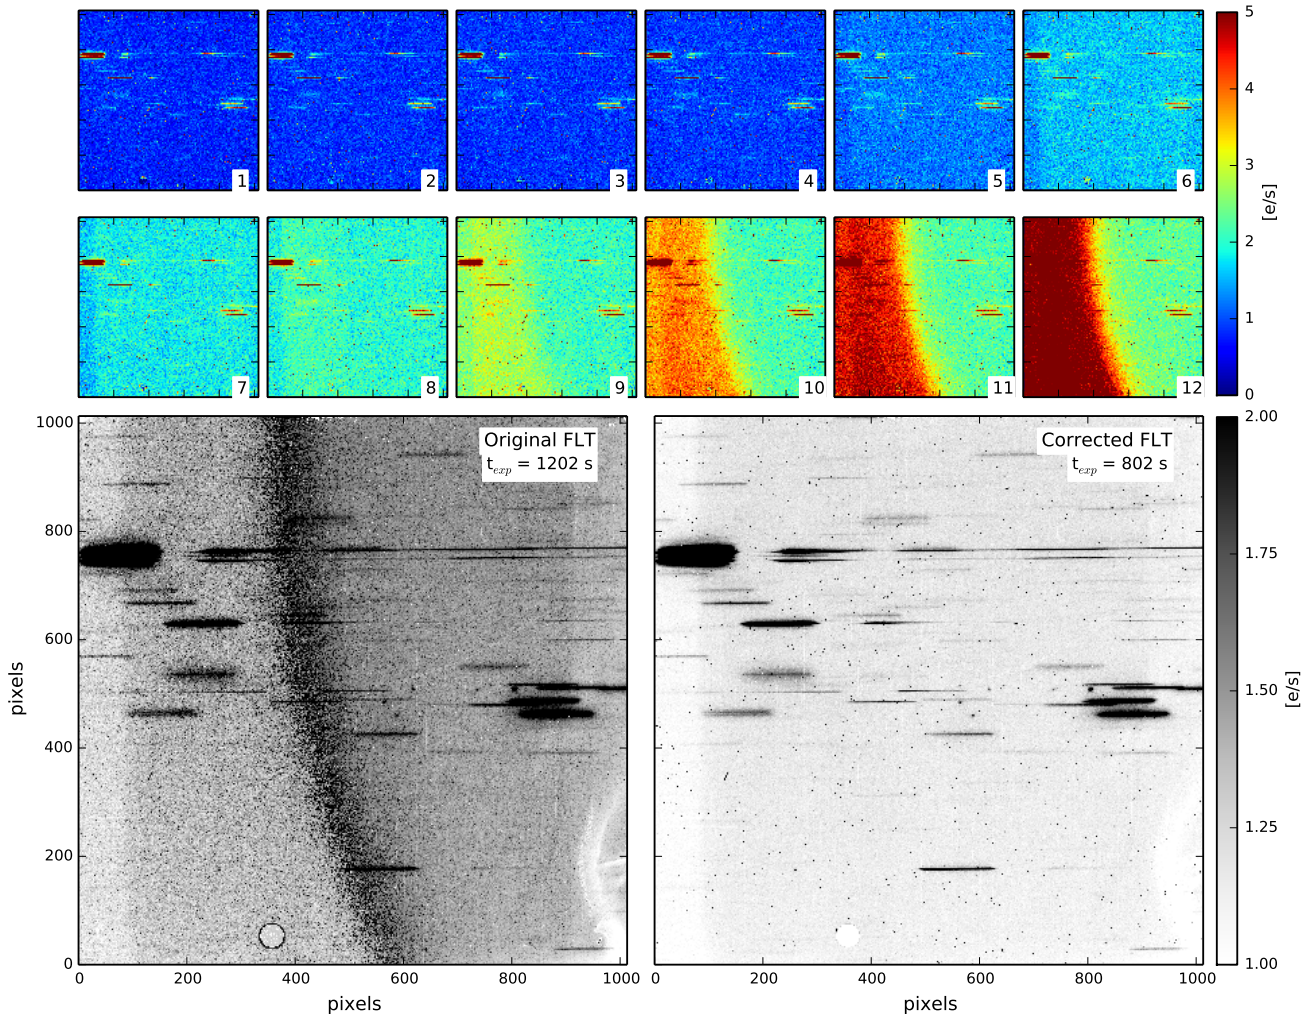 1
2
3
4
5
6
7
8
9
10
11
12
5
4
3
2
1
0
[e/s]
Original FLT
t_exp = 1202 s
Corrected FLT
t_exp = 802 s
1000
800
600
400
200
0
pixels
0 200 400 600 800 1000
pixels
0 200 400 600 800 1000
pixels
2.00
1.75
1.50
1.25
1.00
[e/s]